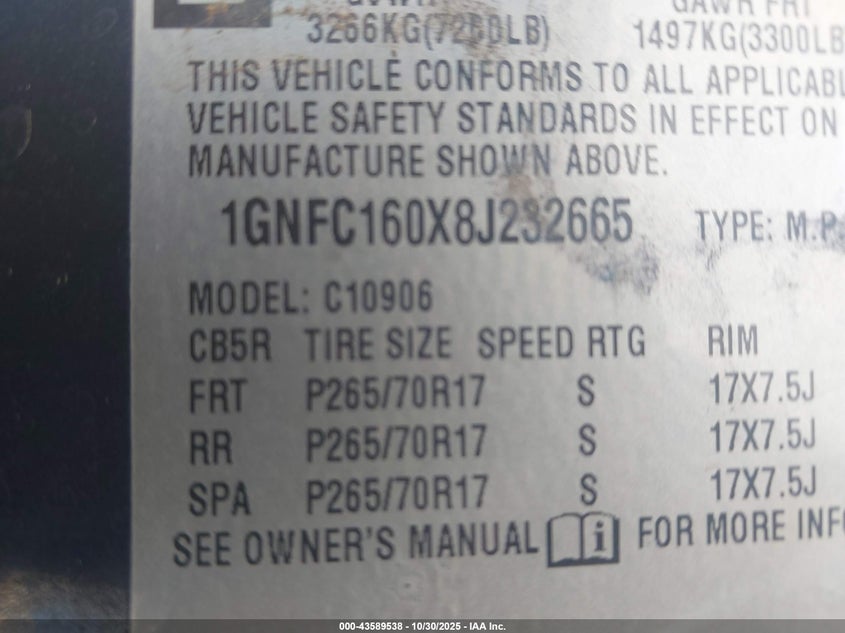 3266KG(7200LB) 1497KG(3300LB
THIS VEHICLE CONFORMS TO ALL APPLICABL
VEHICLE SAFETY STANDARDS IN EFFECT ON
MANUFACTURE SHOWN ABOVE.
1GNFC160X8J232665 TYPE: M.P.
MODEL: C10906
CB5R TIRE SIZE SPEED RTG RIM
FRT P265/70R17 S 17X7.5J
RR P265/70R17 S 17X7.5J
SPA P265/70R17 S 17X7.5J
SEE OWNER'S MANUAL FOR MORE INFO
000-43589538 - 10/30/2025 - IAA Inc.